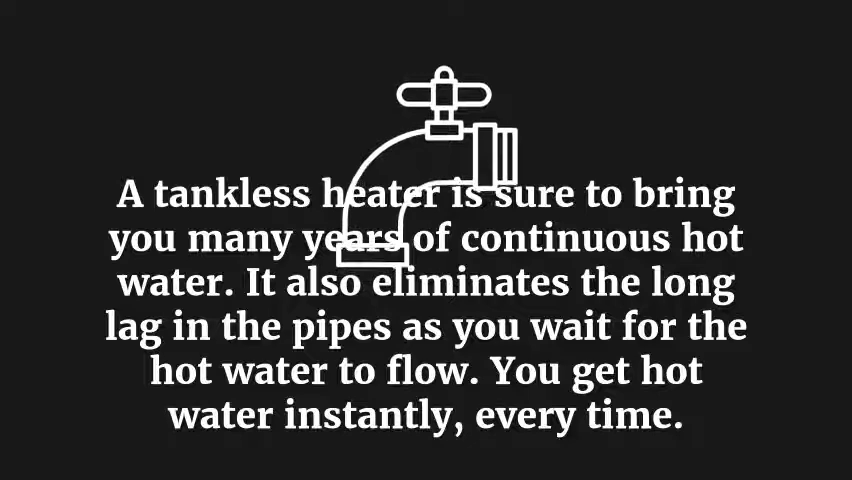 A tankless heater is sure to bring
you many years of continuous hot
water. It also eliminates the long
lag in the pipes as you wait for the
hot water to flow. You get hot
water instantly, every time.